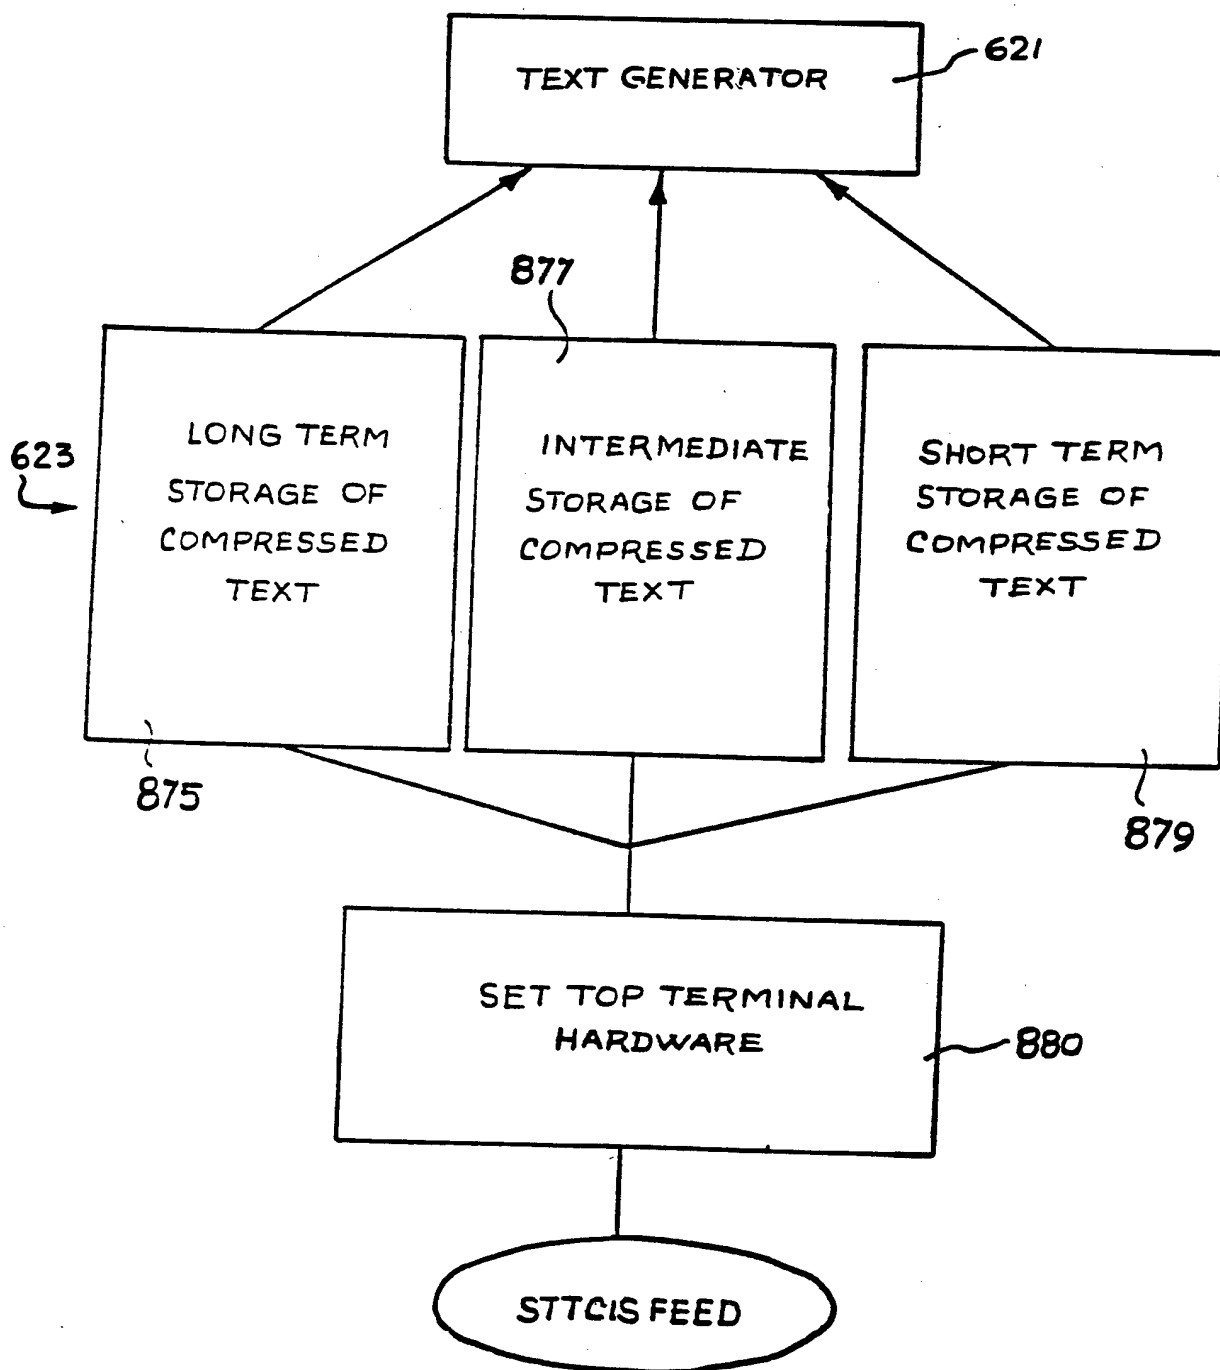 TEXT GENERATOR
621
877
623
LONG TERM
STORAGE OF
COMPRESSED
TEXT
INTERMEDIATE
STORAGE OF
COMPRESSED
TEXT
SHORT TERM
STORAGE OF
COMPRESSED
TEXT
875
879
SET TOP TERMINAL
HARDWARE
880
STTCIS FEED